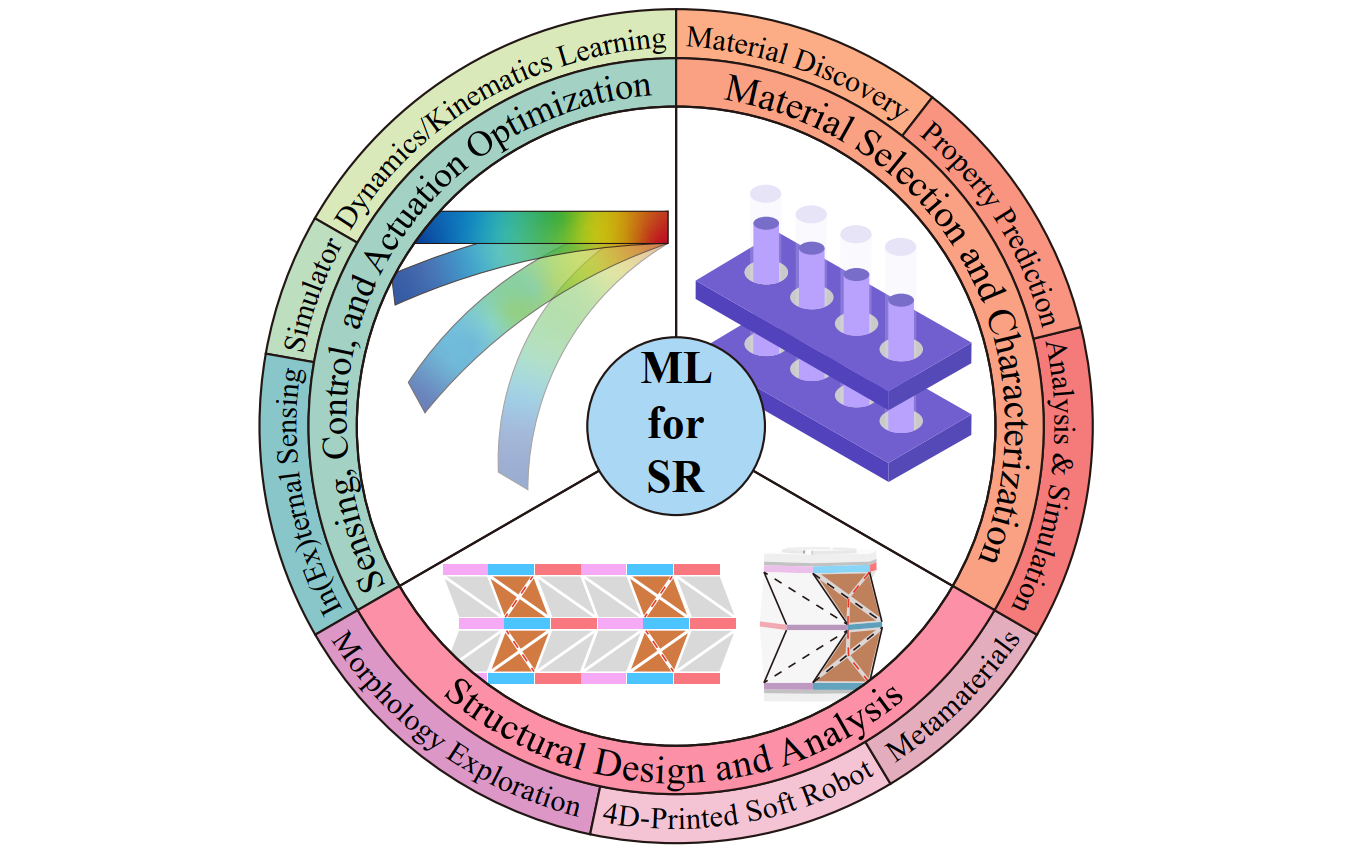 Dynamics/Kinematics Learning
Material Discovery
Sensing, Control, and Actuation Optimization
Material Selection and Characterization
Property Prediction
Simulator
In(Ex)ternal Sensing
Analysis & Simulation
ML
for
SR
Structural Design and Analysis
Morphology Exploration
4D-Printed Soft Robot
Metamaterials